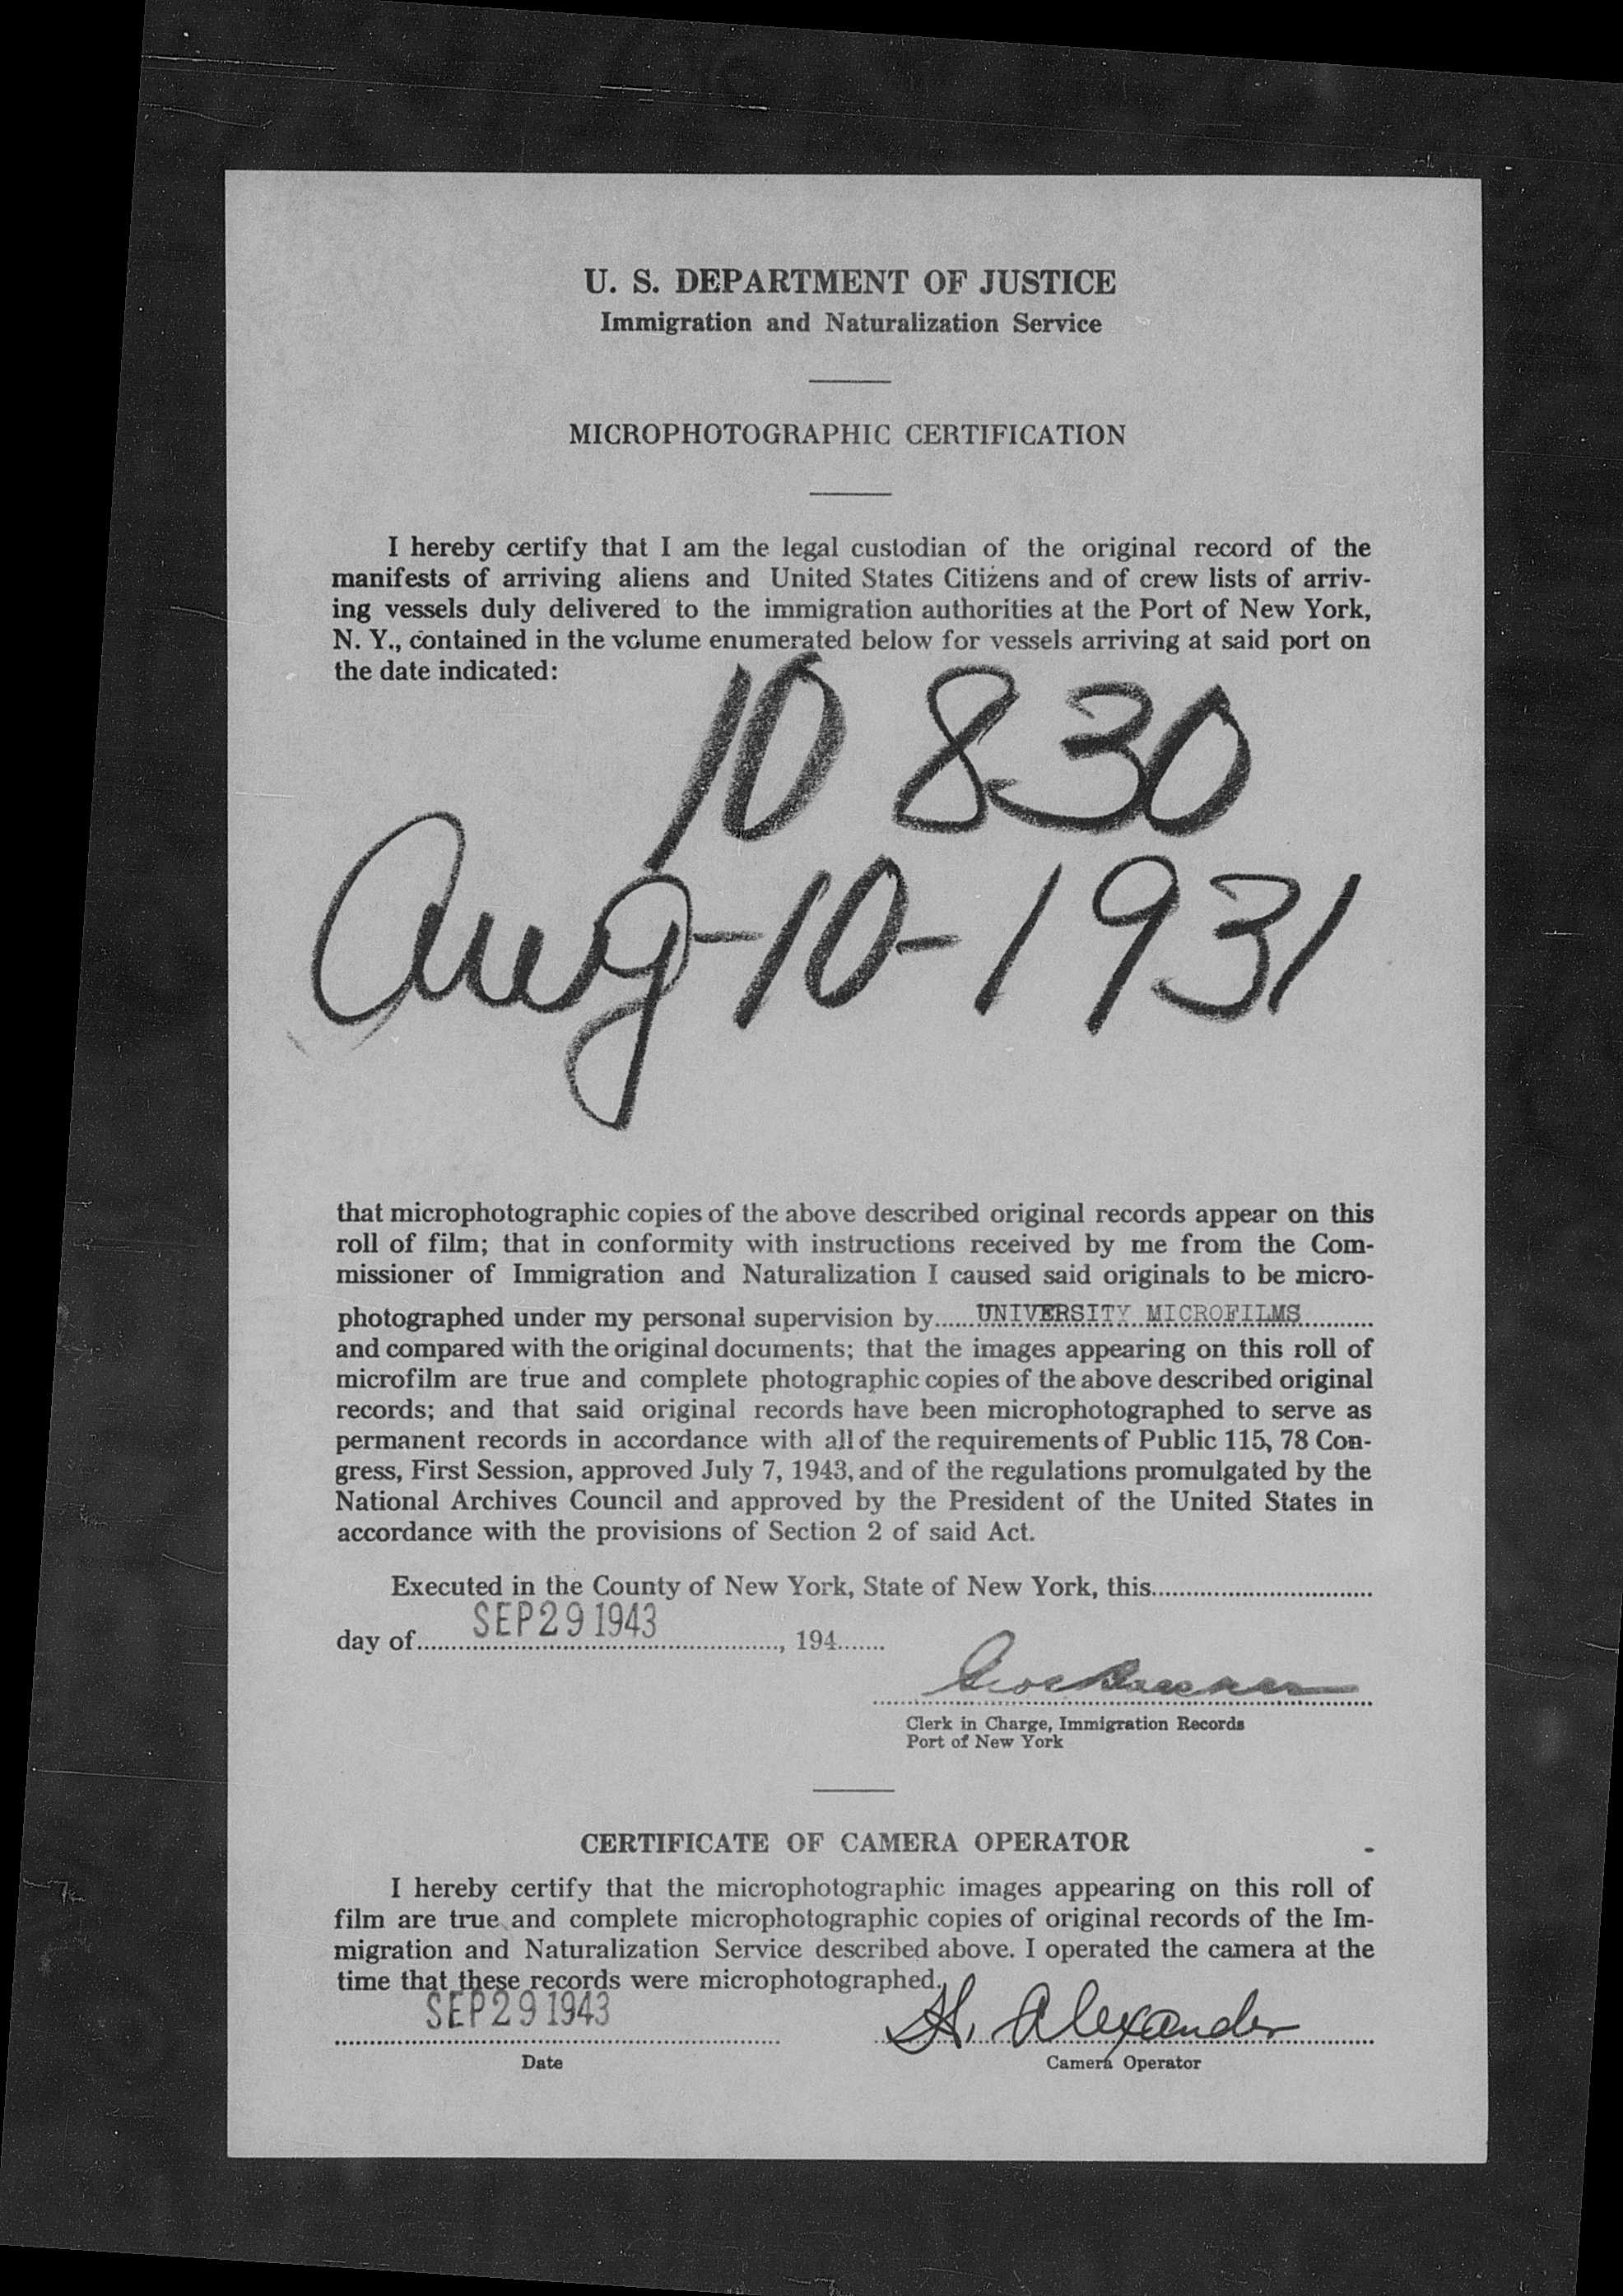 U. S. DEPARTMENT OF JUSTICE
Immigration and Naturalization Service
MICROPHOTOGRAPHIC CERTIFICATION
I hereby certify that I am the legal custodian of the original record of the
manifests of arriving aliens and United States Citizens and of crew lists of arriv-
ing vessels duly delivered to the immigration authorities at the Port of New York,
N. Y., contained in the volume enumerated below for vessels arriving at said port on
the date indicated:
10 830
Aug-10-1931
that microphotographic copies of the above described original records appear on this
roll of film; that in conformity with instructions received by me from the Com-
missioner of Immigration and Naturalization I caused said originals to be micro-
photographed under my personal supervision by......UNIVERSITY MICROFILMS............
and compared with the original documents; that the images appearing on this roll of
microfilm are true and complete photographic copies of the above described original
records; and that said original records have been microphotographed to serve as
permanent records in accordance with all of the requirements of Public 115, 78 Con-
gress, First Session, approved July 7, 1943, and of the regulations promulgated by the
National Archives Council and approved by the President of the United States in
accordance with the provisions of Section 2 of said Act.
Executed in the County of New York, State of New York, this................................
day of........SEP 29 1943.................., 194.......
Clerk in Charge, Immigration Records
Port of New York
CERTIFICATE OF CAMERA OPERATOR
I hereby certify that the microphotographic images appearing on this roll of
film are true and complete microphotographic copies of original records of the Im-
migration and Naturalization Service described above. I operated the camera at the
time that these records were microphotographed.
SEP 29 1943 H. Alexander
Date Camera Operator